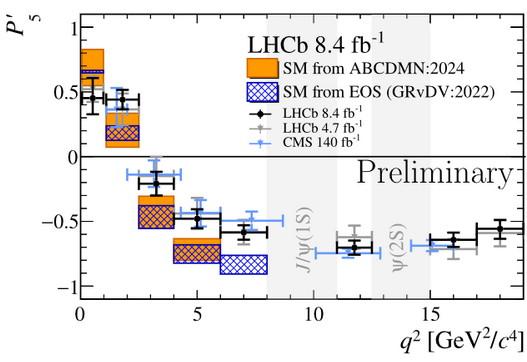 P′₅
1
0.5
0
−0.5
−1
LHCb 8.4 fb⁻¹
SM from ABCDMN:2024
SM from EOS (GRvDV:2022)
LHCb 8.4 fb⁻¹
LHCb 4.7 fb⁻¹
CMS 140 fb⁻¹
Preliminary
J/ψ(1S)
ψ(2S)
0 5 10 15
q² [GeV²/c⁴]